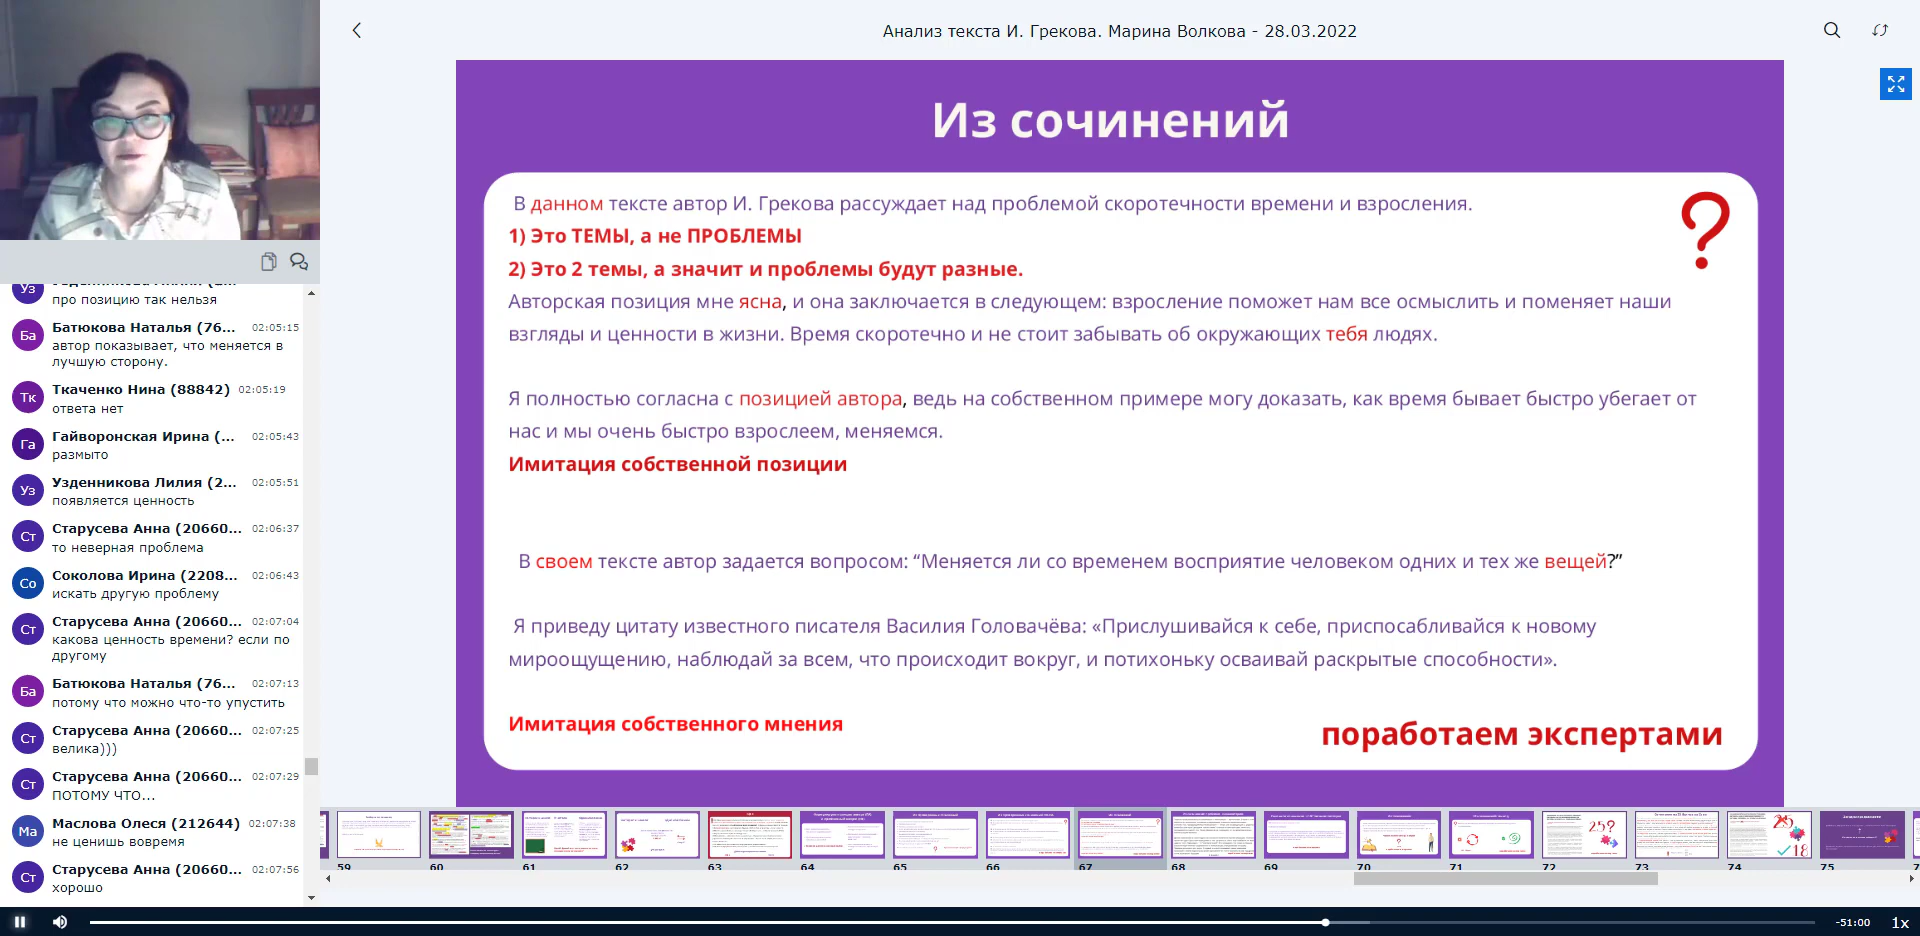 Анализ текста И. Грекова. Марина Волкова - 28.03.2022
Из сочинений
В данном тексте автор И. Грекова рассуждает над проблемой скоротечности времени и взросления.
1) Это ТЕМЫ, а не ПРОБЛЕМЫ
2) Это 2 темы, а значит и проблемы будут разные.
Авторская позиция мне ясна, и она заключается в следующем: взросление поможет нам все осмыслить и поменяет наши
взгляды и ценности в жизни. Время скоротечно и не стоит забывать об окружающих тебя людях.
Я полностью согласна с позицией автора, ведь на собственном примере могу доказать, как время бывает быстро убегает от
нас и мы очень быстро взрослеем, меняемся.
Имитация собственной позиции
В своем тексте автор задается вопросом: “Меняется ли со временем восприятие человеком одних и тех же вещей?”
Я приведу цитату известного писателя Василия Головачёва: «Прислушивайся к себе, приспосабливайся к новому
мироощущению, наблюдай за всем, что происходит вокруг, и потихоньку осваивай раскрытые способности».
Имитация собственного мнения
поработаем экспертами
?
Уз
про позицию так нельзя
Ба Батюкова Наталья (76... 02:05:15
автор показывает, что меняется в
лучшую сторону.
Тк Ткаченко Нина (88842) 02:05:19
ответа нет
Га Гайворонская Ирина (... 02:05:43
размыто
Уз Узденникова Лилия (2... 02:05:51
появляется ценность
Ст Старусева Анна (20660... 02:06:37
то неверная проблема
Со Соколова Ирина (2208... 02:06:43
искать другую проблему
Ст Старусева Анна (20660... 02:07:04
какова ценность времени? если по
другому
Ба Батюкова Наталья (76... 02:07:13
потому что можно что-то упустить
Ст Старусева Анна (20660... 02:07:25
велика)))
Ст Старусева Анна (20660... 02:07:29
ПОТОМУ ЧТО...
Ма Маслова Олеся (212644) 02:07:38
не ценишь вовремя
Ст Старусева Анна (20660... 02:07:56
хорошо
59 60 61 62 63 64 65 66 67 68 69 70 71 72 73 74 75
-51:00 1x